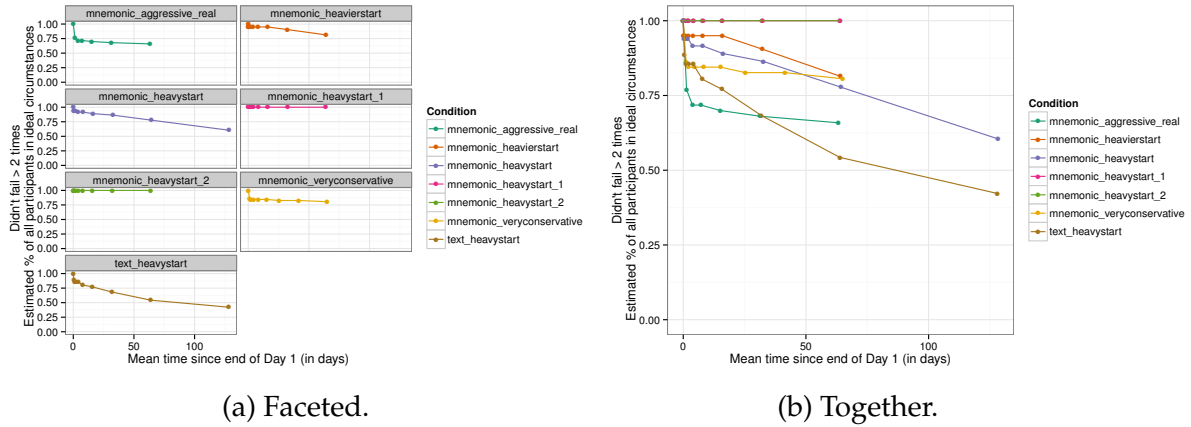 mnemonic_aggressive_real
mnemonic_heavierstart
1.00
0.75
0.50
0.25
0.00
mnemonic_heavystart
mnemonic_heavystart_1
1.00
0.75
0.50
0.25
0.00
mnemonic_heavystart_2
mnemonic_veryconservative
1.00
0.75
0.50
0.25
0.00
text_heavystart
1.00
0.75
0.50
0.25
0.00
0
50
100
0
50
100
Mean time since end of Day 1 (in days)
Didn't fail > 2 times
Estimated % of all participants in ideal circumstances
Condition
mnemonic_aggressive_real
mnemonic_heavierstart
mnemonic_heavystart
mnemonic_heavystart_1
mnemonic_heavystart_2
mnemonic_veryconservative
text_heavystart
(a) Faceted.
Didn't fail > 2 times
Estimated % of all participants in ideal circumstances
1.00
0.75
0.50
0.25
0.00
0
50
100
Mean time since end of Day 1 (in days)
Condition
mnemonic_aggressive_real
mnemonic_heavierstart
mnemonic_heavystart
mnemonic_heavystart_1
mnemonic_heavystart_2
mnemonic_veryconservative
text_heavystart
(b) Together.